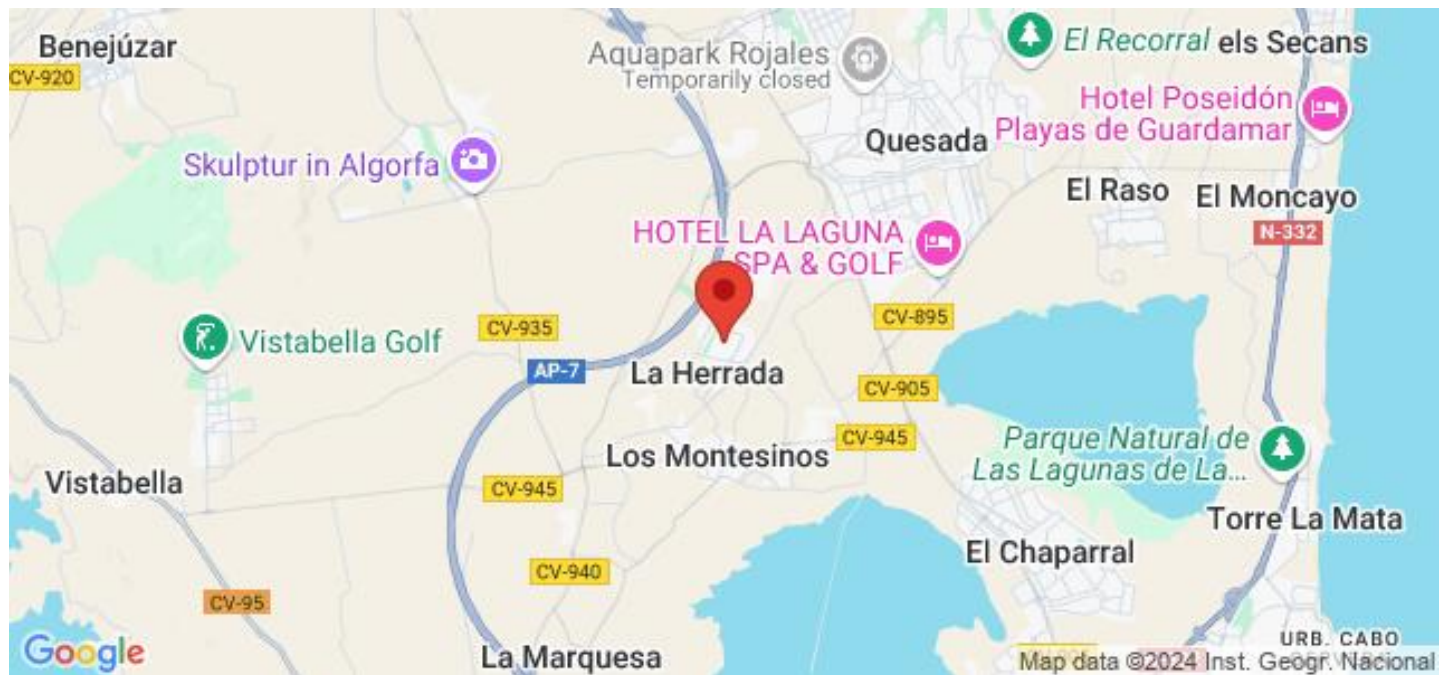 Benejúzar
CV-920
Aquapark Rojales
Temporarily closed
El Recorral
els Secans
Hotel Poseidón
Playas de Guardamar
Quesada
Skulptur in Algorfa
El Raso
El Moncayo
N-332
HOTEL LA LAGUNA
SPA & GOLF
CV-895
CV-935
Vistabella Golf
AP-7
La Herrada
CV-905
CV-945
Parque Natural de
Las Lagunas de La...
Los Montesinos
Vistabella
CV-945
Torre La Mata
El Chaparral
CV-940
CV-95
URB. CABO
Google
La Marquesa
Map data ©2024 Inst. Geogr. Nacional